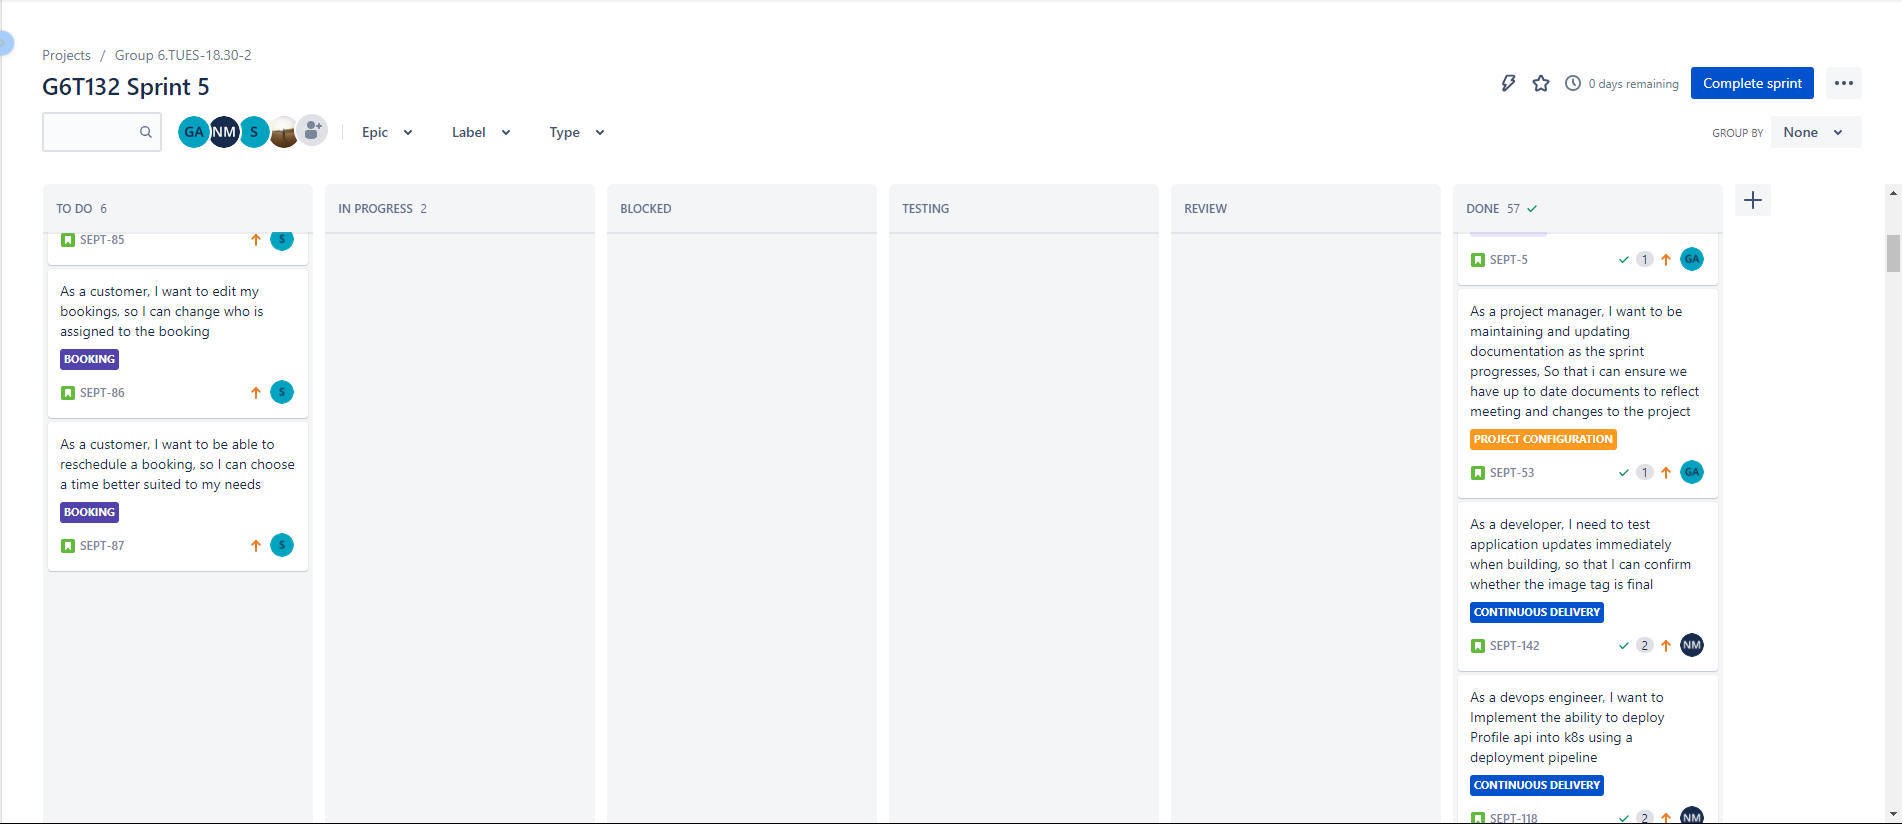 Projects / Group 6.TUES-18.30-2
G6T132 Sprint 5
0 days remaining
Complete sprint
GA
NM
S
Epic
Label
Type
GROUP BY
None
TO DO 6
SEPT-85
S
As a customer, I want to edit my
bookings, so I can change who is
assigned to the booking
BOOKING
SEPT-86
S
As a customer, I want to be able to
reschedule a booking, so I can choose
a time better suited to my needs
BOOKING
SEPT-87
S
IN PROGRESS 2
BLOCKED
TESTING
REVIEW
DONE 57
SEPT-5
1
GA
As a project manager, I want to be
maintaining and updating
documentation as the sprint
progresses, So that i can ensure we
have up to date documents to reflect
meeting and changes to the project
PROJECT CONFIGURATION
SEPT-53
1
GA
As a developer, I need to test
application updates immediately
when building, so that I can confirm
whether the image tag is final
CONTINUOUS DELIVERY
SEPT-142
2
NM
As a devops engineer, I want to
Implement the ability to deploy
Profile api into k8s using a
deployment pipeline
CONTINUOUS DELIVERY
SEPT-118
2
NM